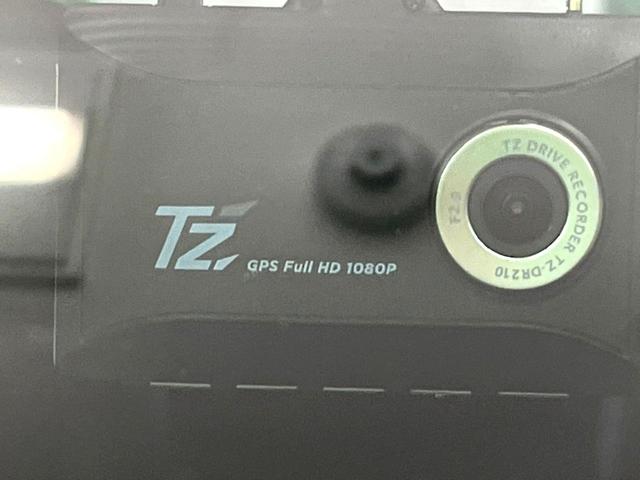 Tz
GPS Full HD 1080P
TZ DRIVE RECORDER TZ-DR210
F2.0